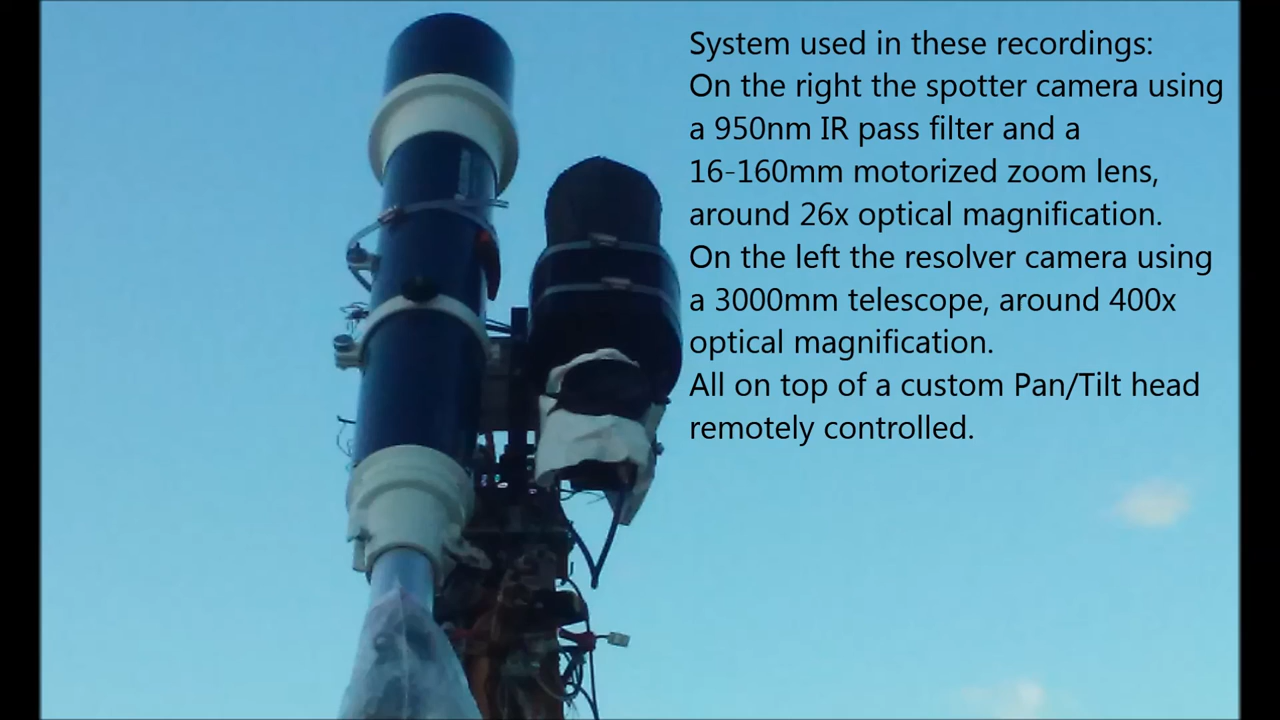 System used in these recordings:
On the right the spotter camera using
a 950nm IR pass filter and a
16-160mm motorized zoom lens,
around 26x optical magnification.
On the left the resolver camera using
a 3000mm telescope, around 400x
optical magnification.
All on top of a custom Pan/Tilt head
remotely controlled.